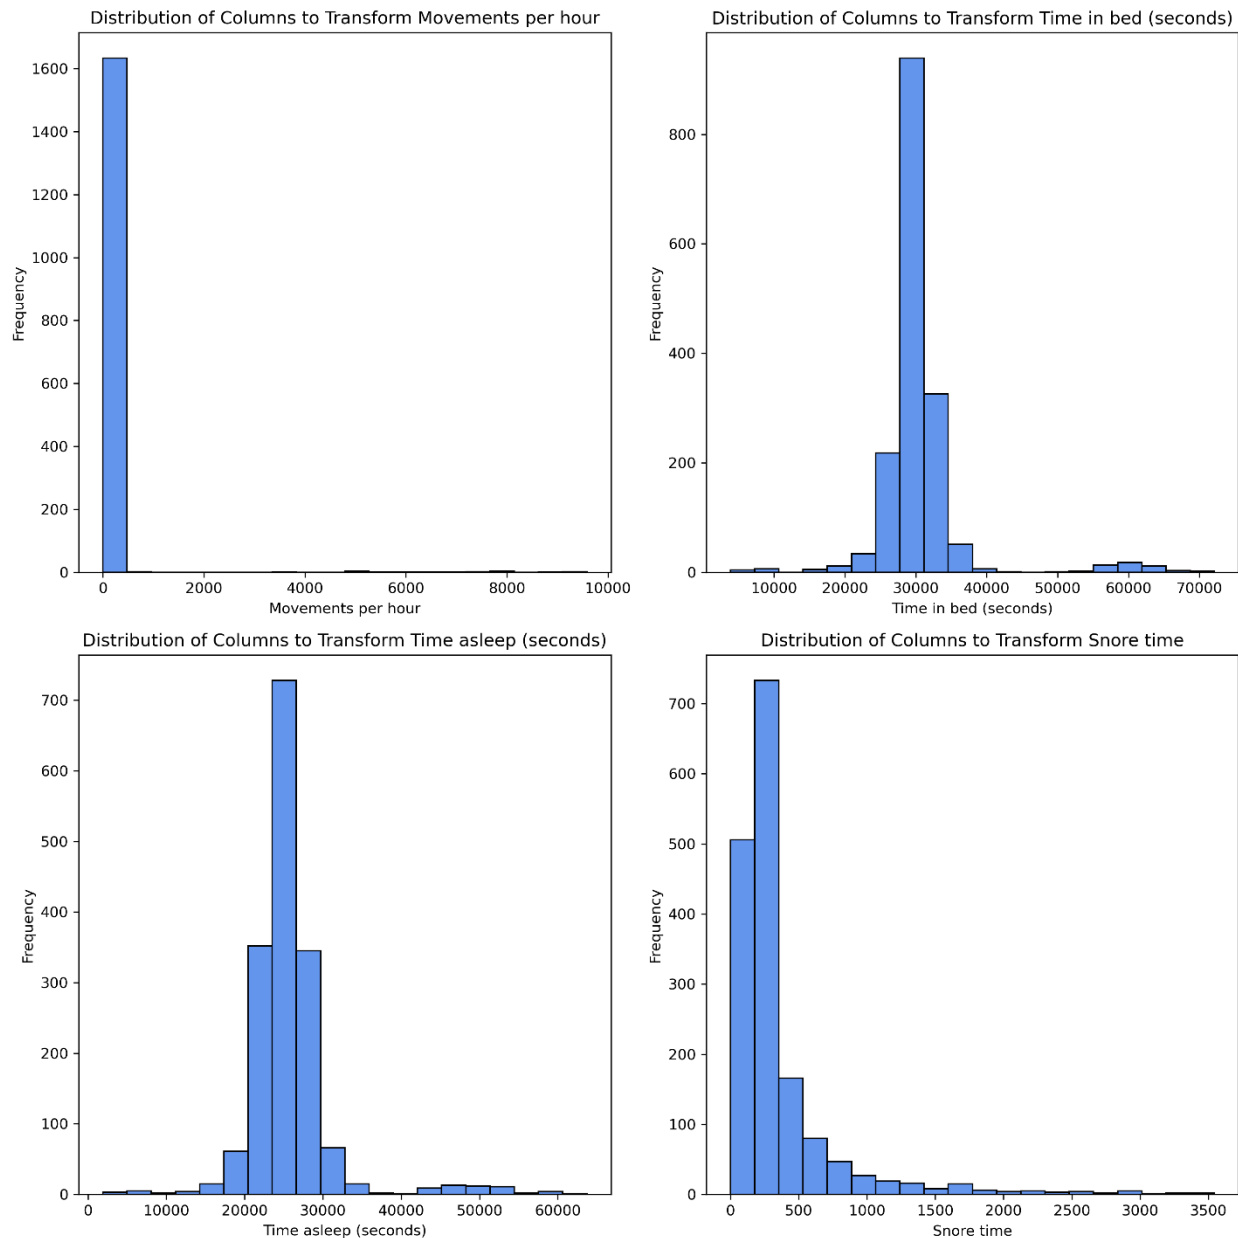 Distribution of Columns to Transform Movements per hour
1600
1400
1200
1000
800
600
400
200
0
Frequency
0 2000 4000 6000 8000 10000
Movements per hour
Distribution of Columns to Transform Time in bed (seconds)
800
600
400
200
0
Frequency
10000 20000 30000 40000 50000 60000 70000
Time in bed (seconds)
Distribution of Columns to Transform Time asleep (seconds)
700
600
500
400
300
200
100
0
Frequency
0 10000 20000 30000 40000 50000 60000
Time asleep (seconds)
Distribution of Columns to Transform Snore time
700
600
500
400
300
200
100
0
Frequency
0 500 1000 1500 2000 2500 3000 3500
Snore time